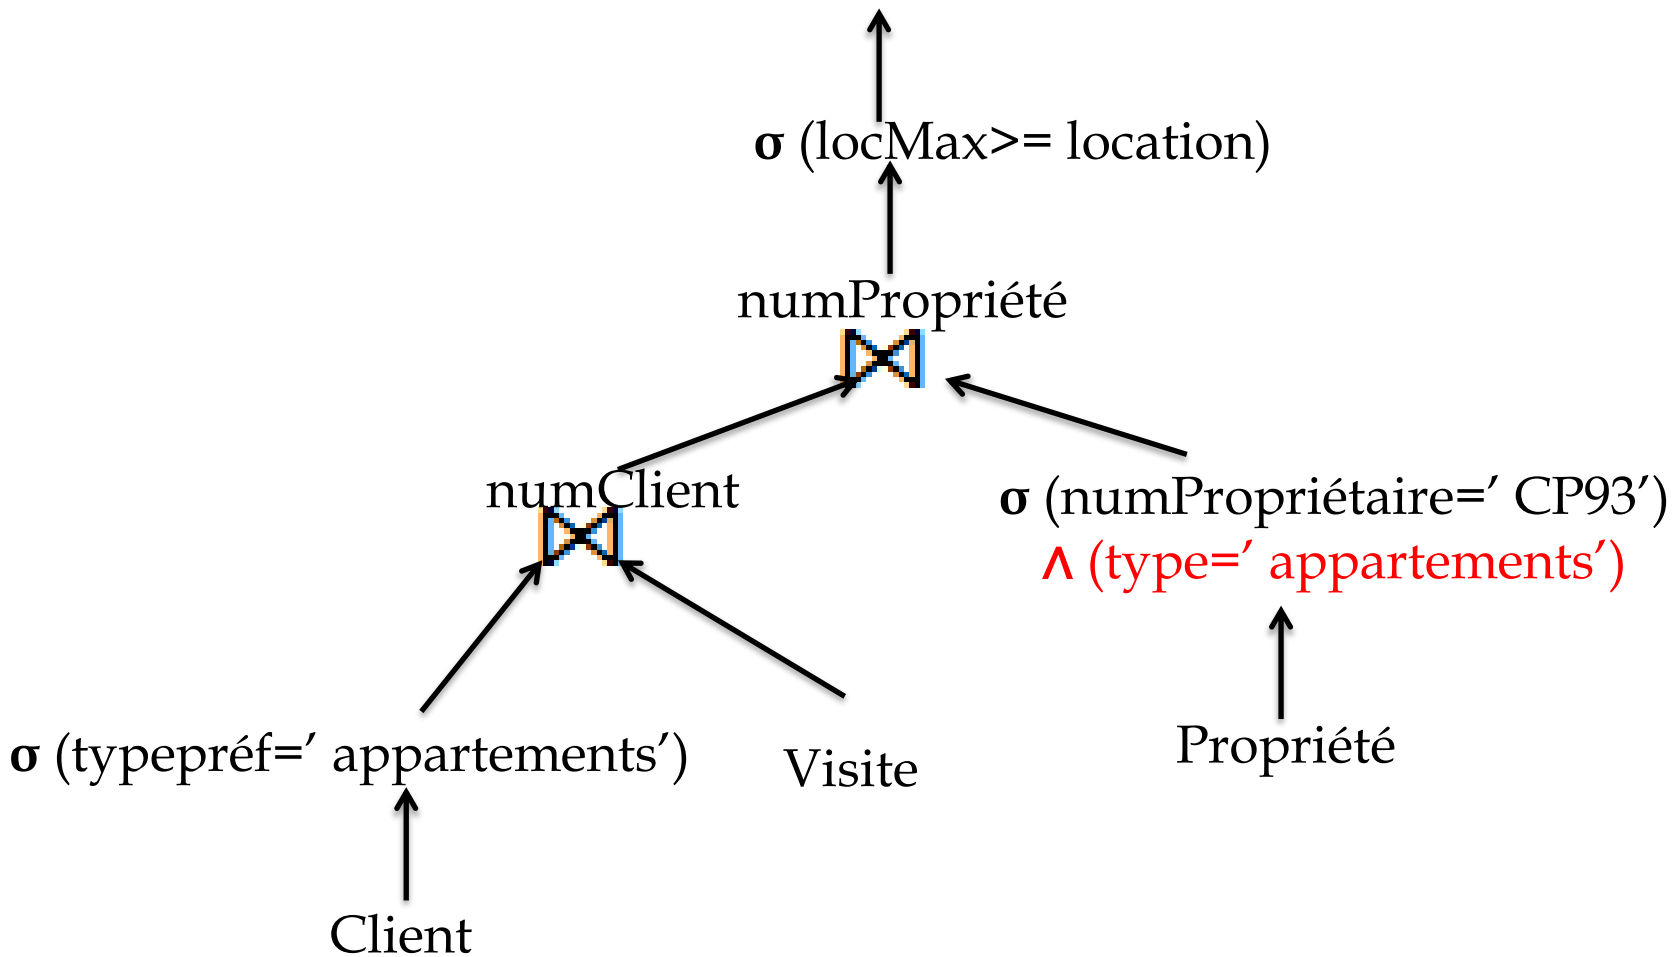 σ (locMax>= location)
numPropriété
numClient
σ (numPropriétaire=’ CP93’)
∧ (type=’ appartements’)
σ (typepréf=’ appartements’)
Visite
Propriété
Client